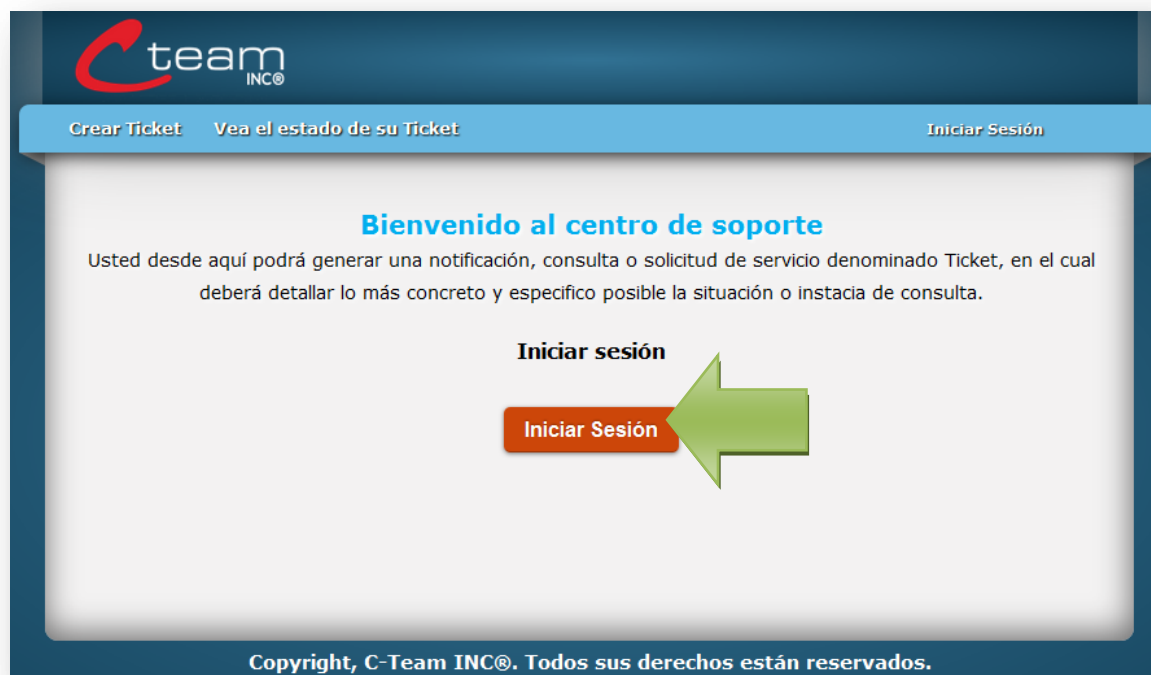 Cteam
INC®
Crear Ticket Vea el estado de su Ticket Iniciar Sesión
Bienvenido al centro de soporte
Usted desde aquí podrá generar una notificación, consulta o solicitud de servicio denominado Ticket, en el cual
deberá detallar lo más concreto y especifico posible la situación o instacia de consulta.
Iniciar sesión
Iniciar Sesión
Copyright, C-Team INC®. Todos sus derechos están reservados.